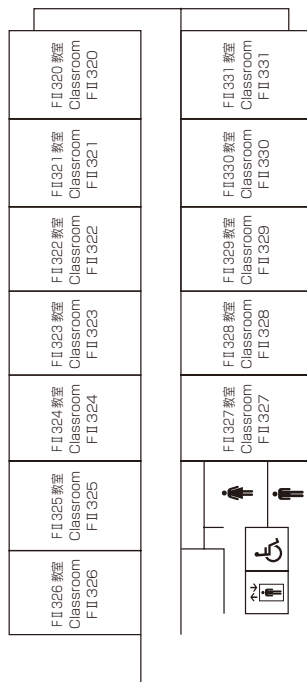 FⅡ320教室
Classroom
FⅡ320
FⅡ321教室
Classroom
FⅡ321
FⅡ322教室
Classroom
FⅡ322
FⅡ323教室
Classroom
FⅡ323
FⅡ324教室
Classroom
FⅡ324
FⅡ325教室
Classroom
FⅡ325
FⅡ326教室
Classroom
FⅡ326
FⅡ331教室
Classroom
FⅡ331
FⅡ330教室
Classroom
FⅡ330
FⅡ329教室
Classroom
FⅡ329
FⅡ328教室
Classroom
FⅡ328
FⅡ327教室
Classroom
FⅡ327